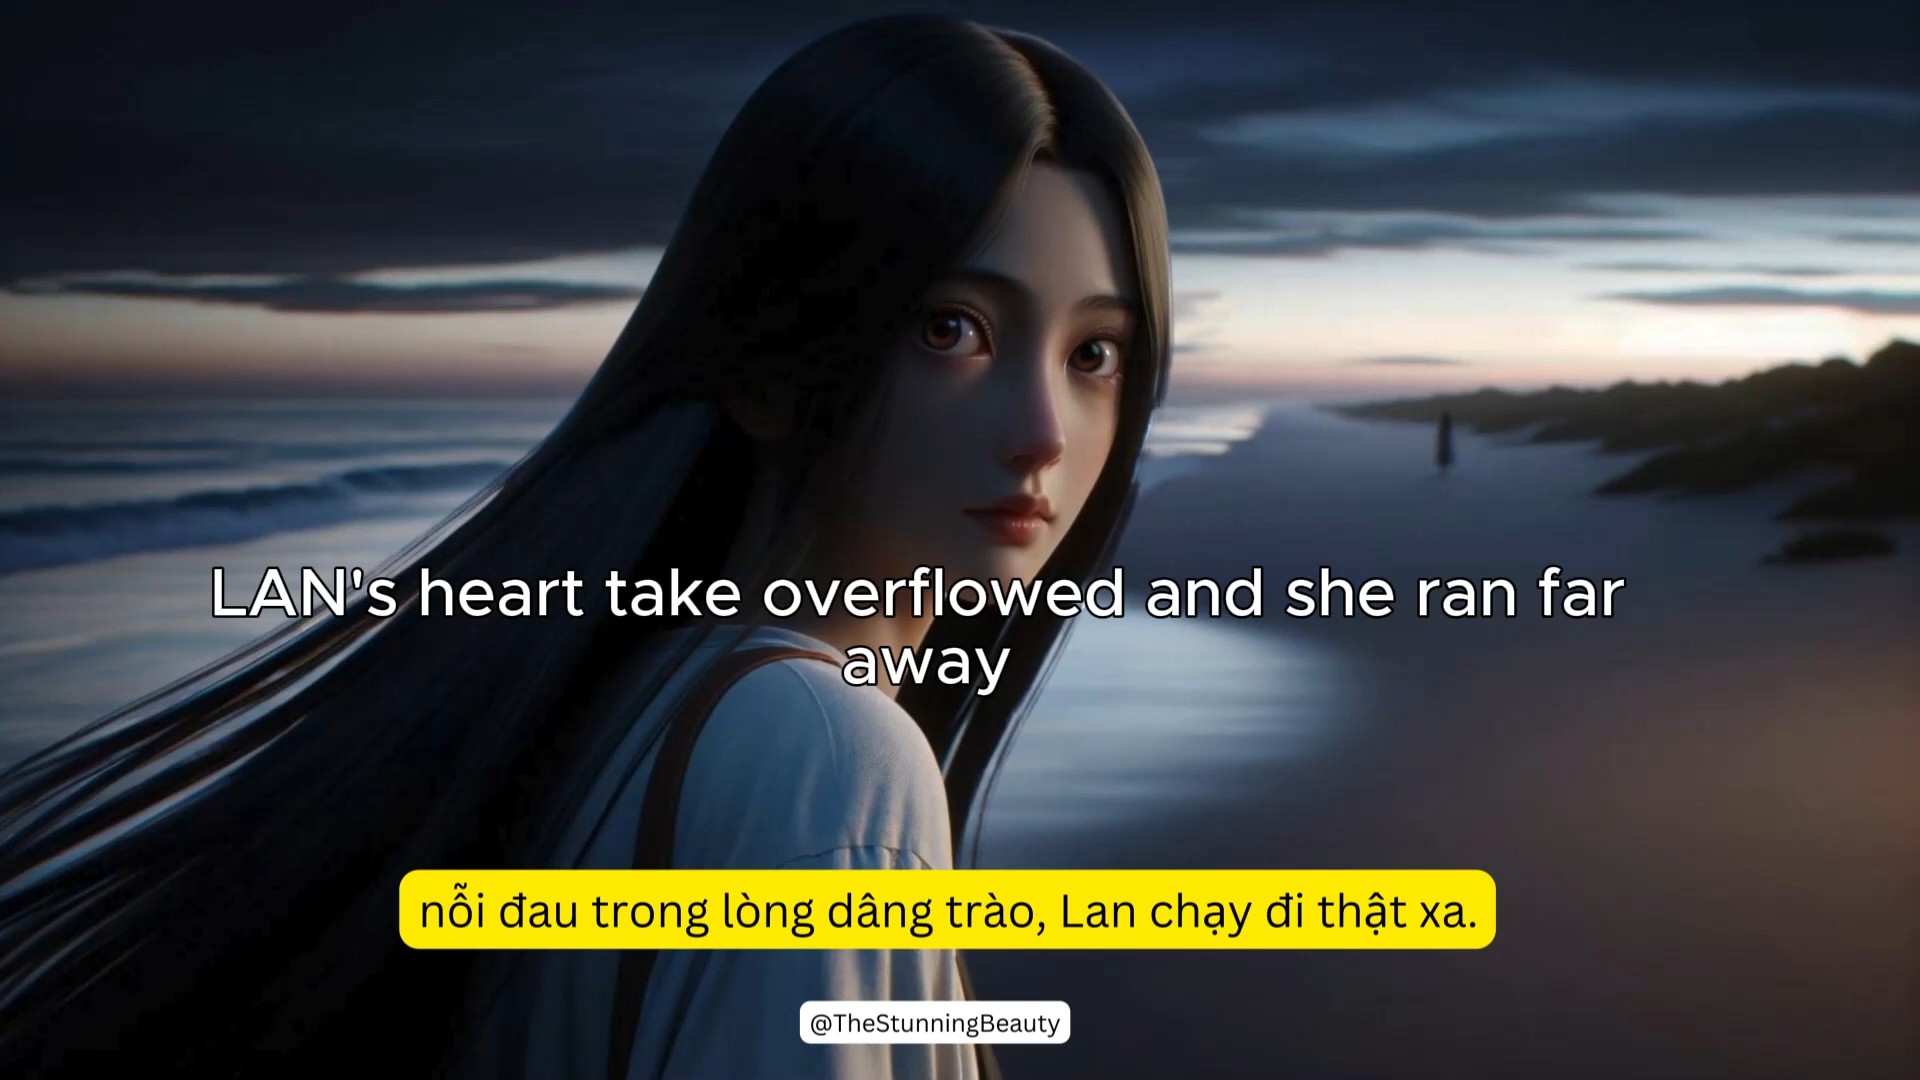 LAN's heart take overflowed and she ran far
away
nỗi đau trong lòng dâng trào, Lan chạy đi thật xa.
@TheStunningBeauty